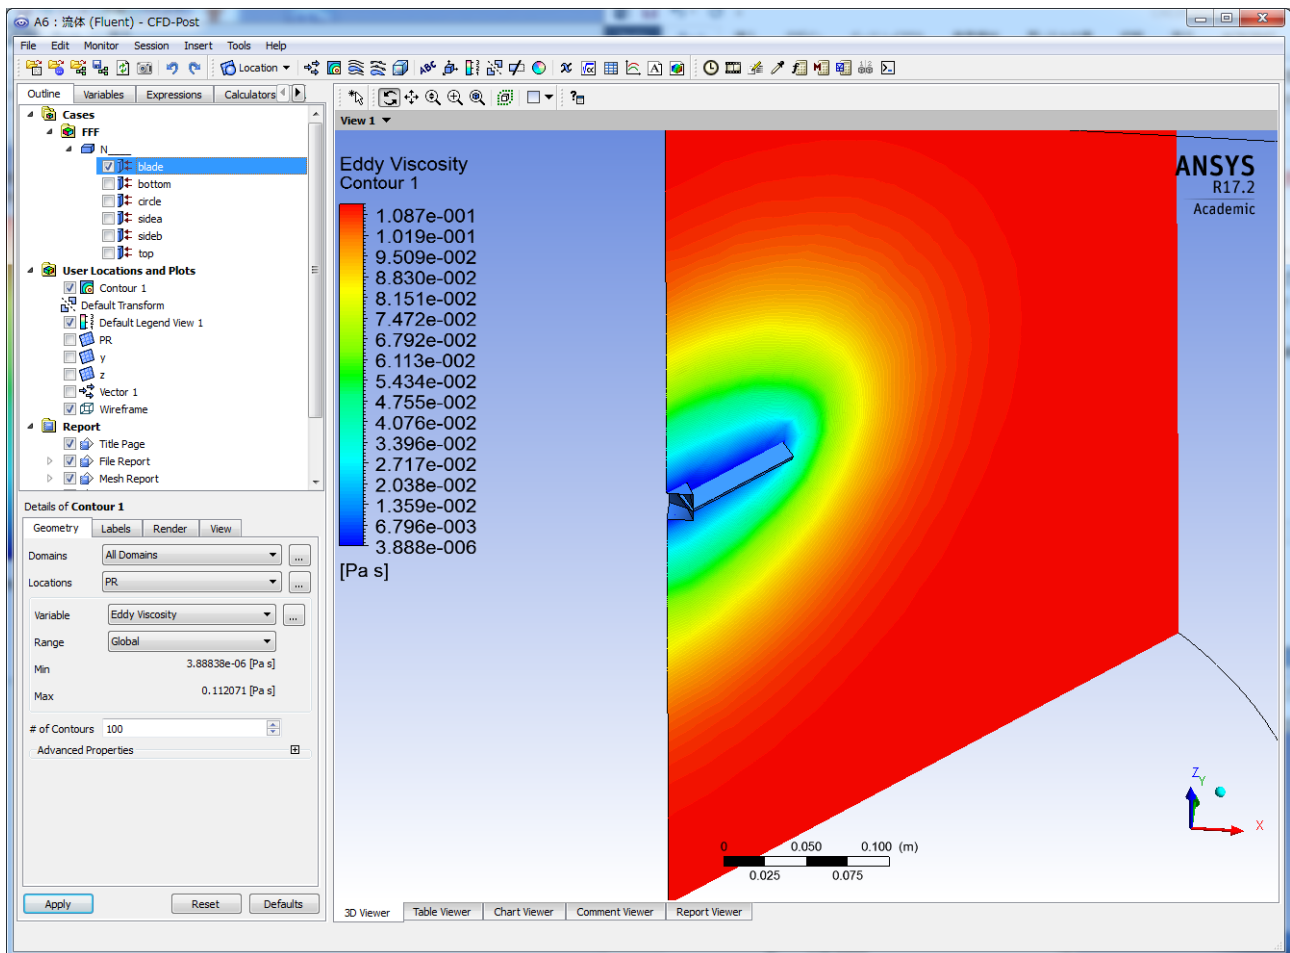 A6 : 流体 (Fluent) - CFD-Post
File Edit Monitor Session Insert Tools Help
Location
Outline Variables Expressions Calculators
Cases
FFF
N____
blade
bottom
circle
sidea
sideb
top
User Locations and Plots
Contour 1
Default Transform
Default Legend View 1
PR
y
z
Vector 1
Wireframe
Report
Title Page
File Report
Mesh Report
Details of Contour 1
Geometry Labels Render View
Domains All Domains ...
Locations PR ...
Variable Eddy Viscosity ...
Range Global
Min 3.88838e-06 [Pa s]
Max 0.112071 [Pa s]
# of Contours 100
Advanced Properties
Apply Reset Defaults
View 1
Eddy Viscosity
Contour 1
1.087e-001
1.019e-001
9.509e-002
8.830e-002
8.151e-002
7.472e-002
6.792e-002
6.113e-002
5.434e-002
4.755e-002
4.076e-002
3.396e-002
2.717e-002
2.038e-002
1.359e-002
6.796e-003
3.888e-006
[Pa s]
ANSYS
R17.2
Academic
Z
Y
X
0 0.050 0.100 (m)
0.025 0.075
3D Viewer Table Viewer Chart Viewer Comment Viewer Report Viewer